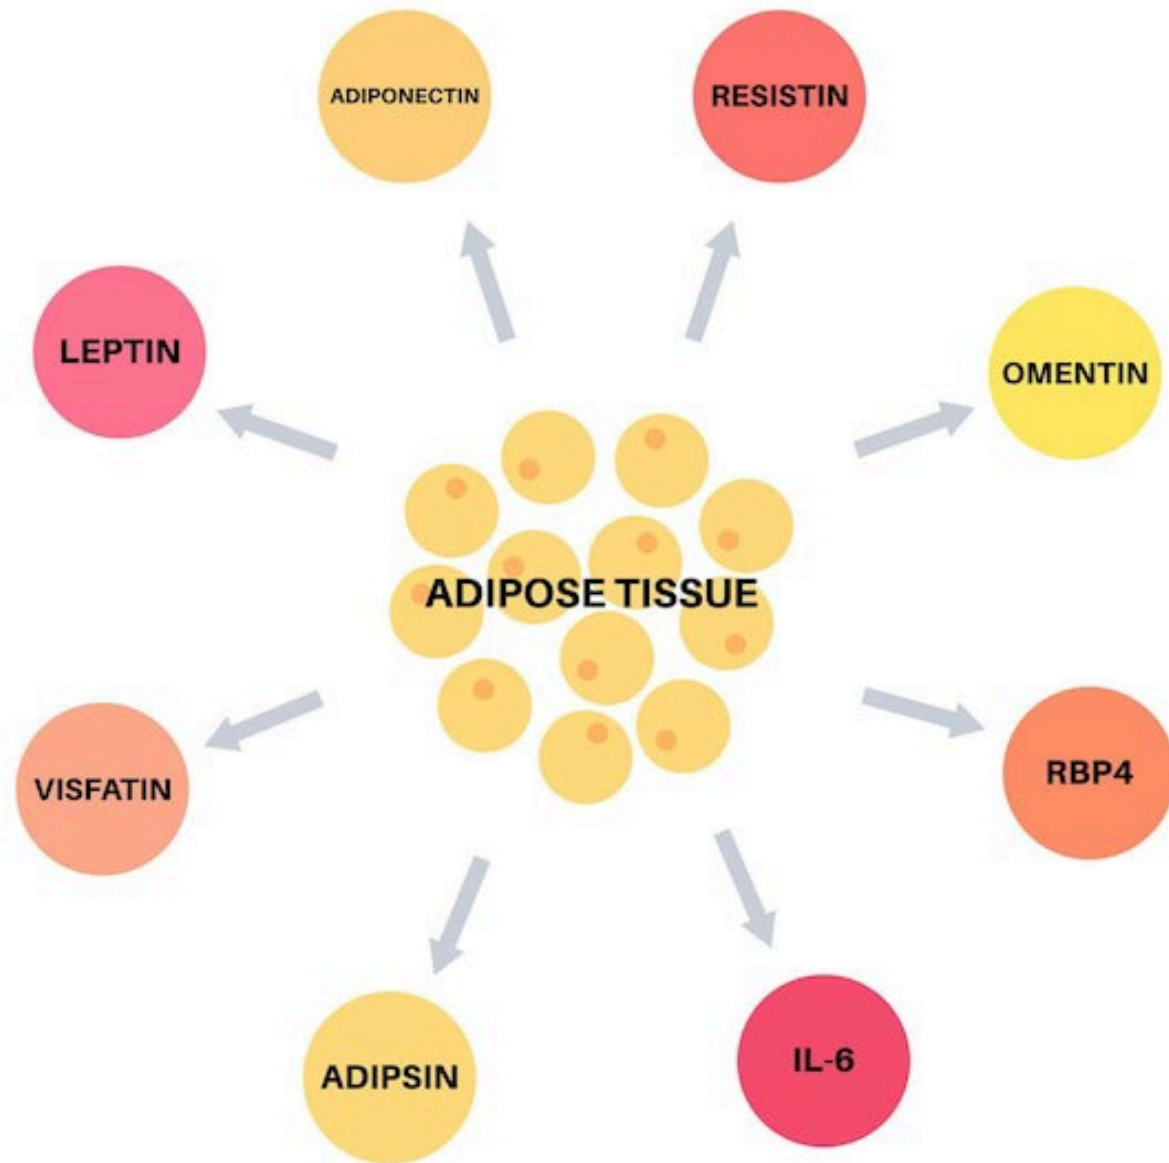 ADIPONECTIN
RESISTIN
LEPTIN
OMENTIN
ADIPOSE TISSUE
VISFATIN
RBP4
ADIPSIN
IL-6